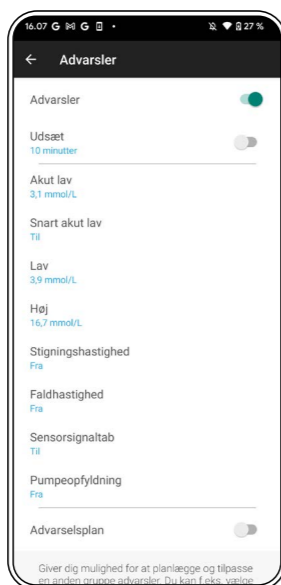 16.07 G M G 27 %
Advarsler
Advarsler
Udsæt
10 minutter
Akut lav
3,1 mmol/L
Snart akut lav
Til
Lav
3,9 mmol/L
Høj
16,7 mmol/L
Stigningshastighed
Fra
Faldhastighed
Fra
Sensorsignaltab
Til
Pumpeopfyldning
Fra
Advarselsplan
Giver dig mulighed for at planlægge og tilpasse
en anden gruppe advarsler. Du kan f.eks. vælge